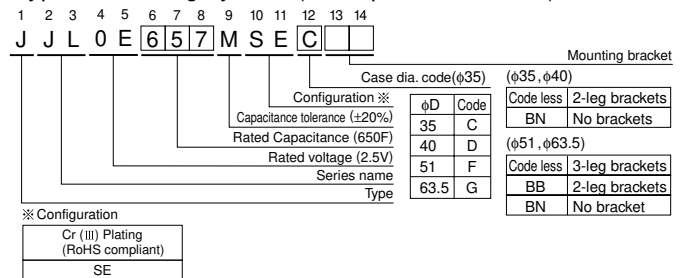 1 2 3 4 5 6 7 8 9 10 11 12 13 14
J J L 0 E 6 5 7 M S E C
Mounting bracket
Case dia. code(ϕ35)
Configuration ※
Capacitance tolerance (±20%)
Rated Capacitance (650F)
Rated voltage (2.5V)
Series name
Type
ϕD Code
35 C
40 D
51 F
63.5 G
(ϕ35,ϕ40)
Code less 2-leg brackets
BN No brackets
(ϕ51,ϕ63.5)
Code less 3-leg brackets
BB 2-leg brackets
BN No bracket
※Configuration
Cr (Ⅲ) Plating
(RoHS compliant)
SE